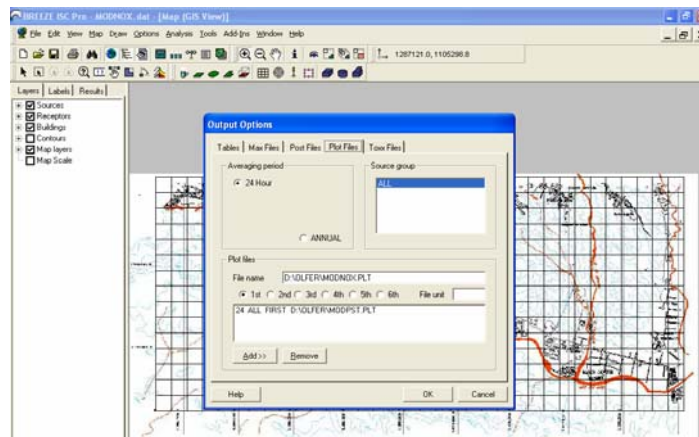 BREEZE ISC Pro - MODNOX.dat - [Map (GIS View)]
File Edit View Map Draw Options Analysis Tools Add-Ins Window Help
1287121.0, 1105298.8
Layers Labels Results
Sources
Receptors
Buildings
Contours
Map layers
Map Scale
Output Options
Tables Max Files Post Files Plot Files Toxx Files
Averaging period
24 Hour
ANNUAL
Source group
ALL
Plot files
File name D:\OLFER\MODNOX.PLT
1st 2nd 3rd 4th 5th 6th File unit
24 ALL FIRST D:\OLFER\MODPST.PLT
Add >> Remove
Help OK Cancel